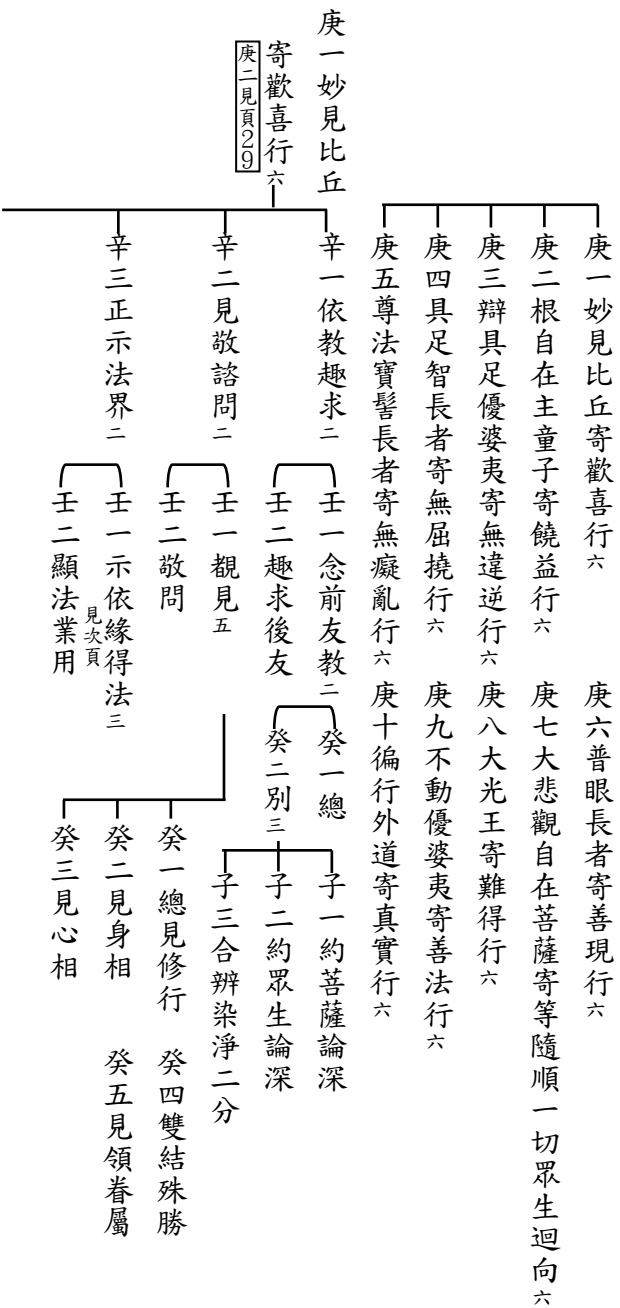 庚一妙見比丘寄歡喜行六
庚二根自在主童子寄饒益行六
庚三辯具足優婆夷寄無違逆行六
庚四具足智長者寄無屈撓行六
庚五尊法寶髻長者寄無癡亂行六
庚六普眼長者寄善現行六
庚七大悲觀自在菩薩寄等隨順一切眾生迴向六
庚八大光王寄難得行六
庚九不動優婆夷寄善法行六
庚十徧行外道寄真實行六
庚一妙見比丘
寄歡喜行六
庚二見頁29
辛一依教趣求二
辛二見敬諮問二
辛三正示法界二
壬一念前友教二
壬二趣求後友
壬一覩見五
壬二敬問
壬一示依緣得法三
見次頁
壬二顯法業用
癸一總
癸二別三
子一約菩薩論深
子二約眾生論深
子三合辨染淨二分
癸一總見修行
癸二見身相
癸三見心相
癸四雙結殊勝
癸五見領眷屬